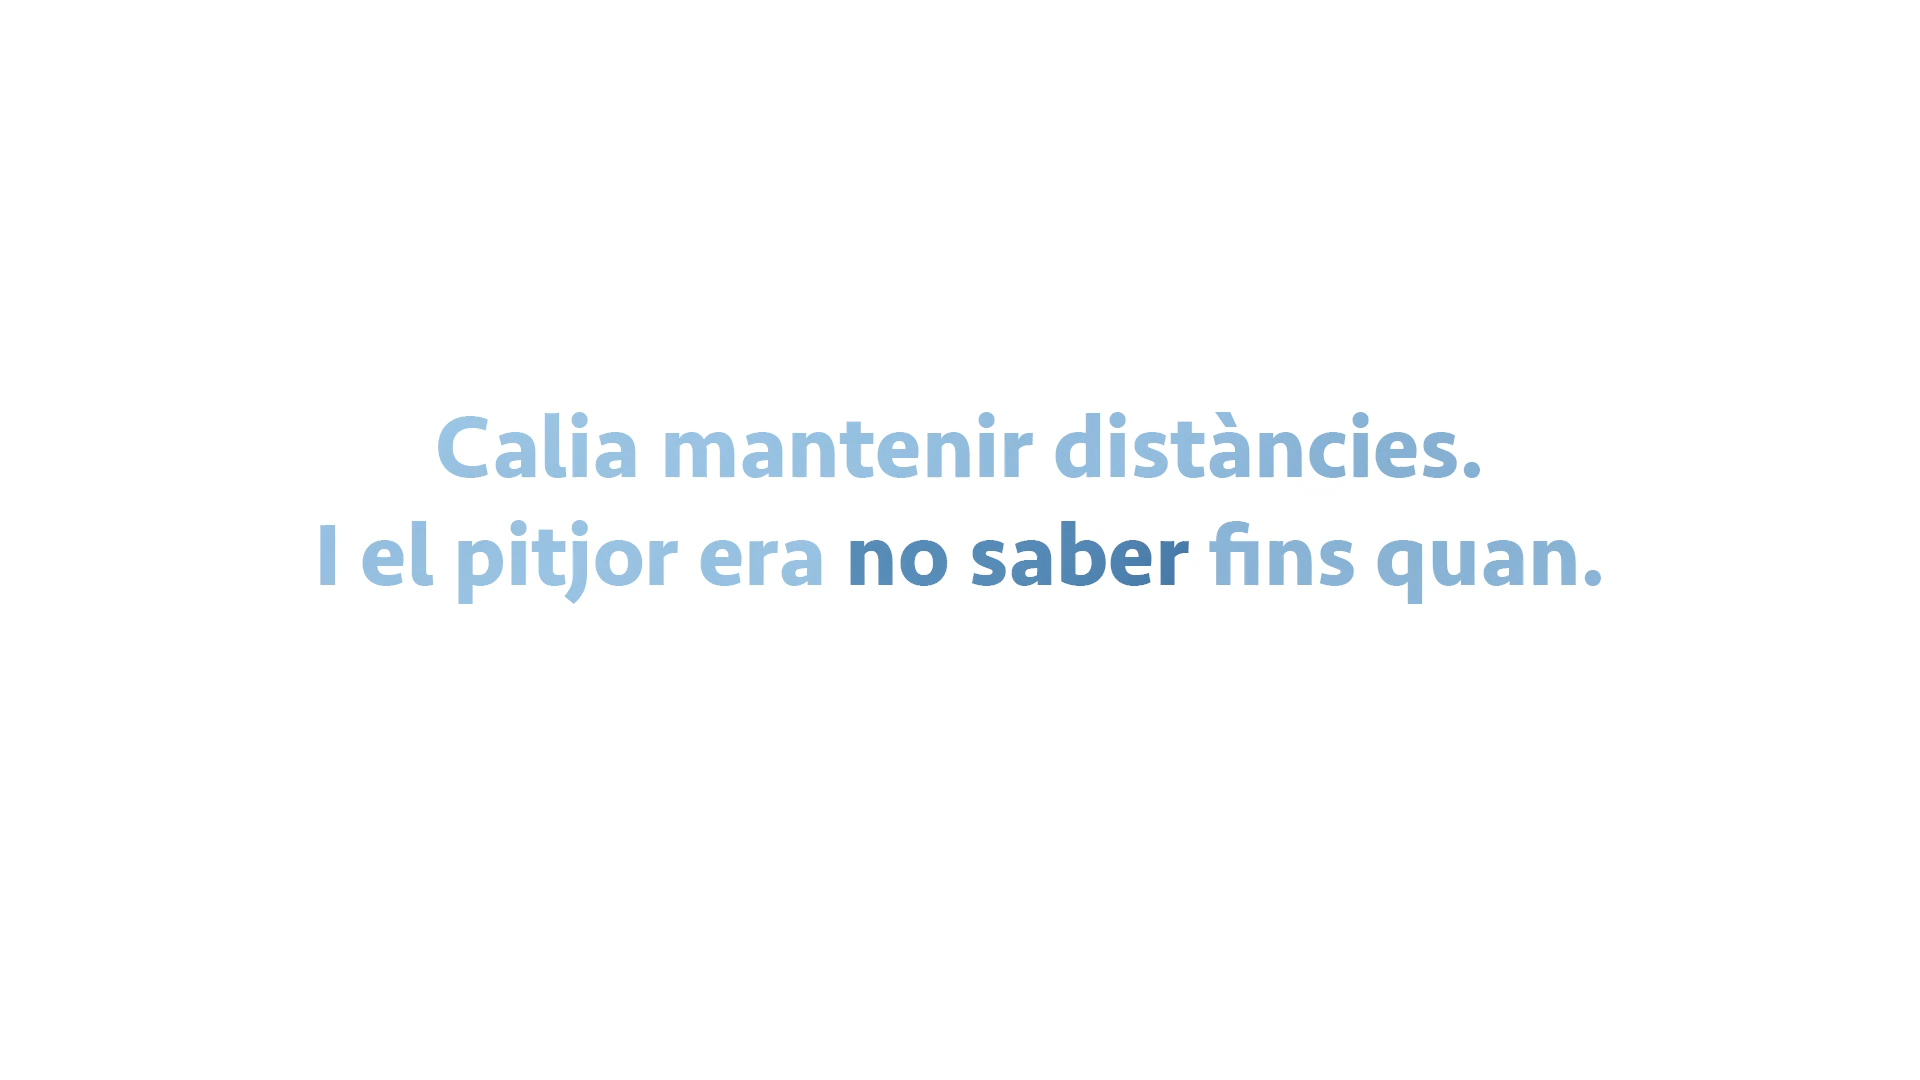 Calia mantenir distàncies.
I el pitjor era no saber fins quan.